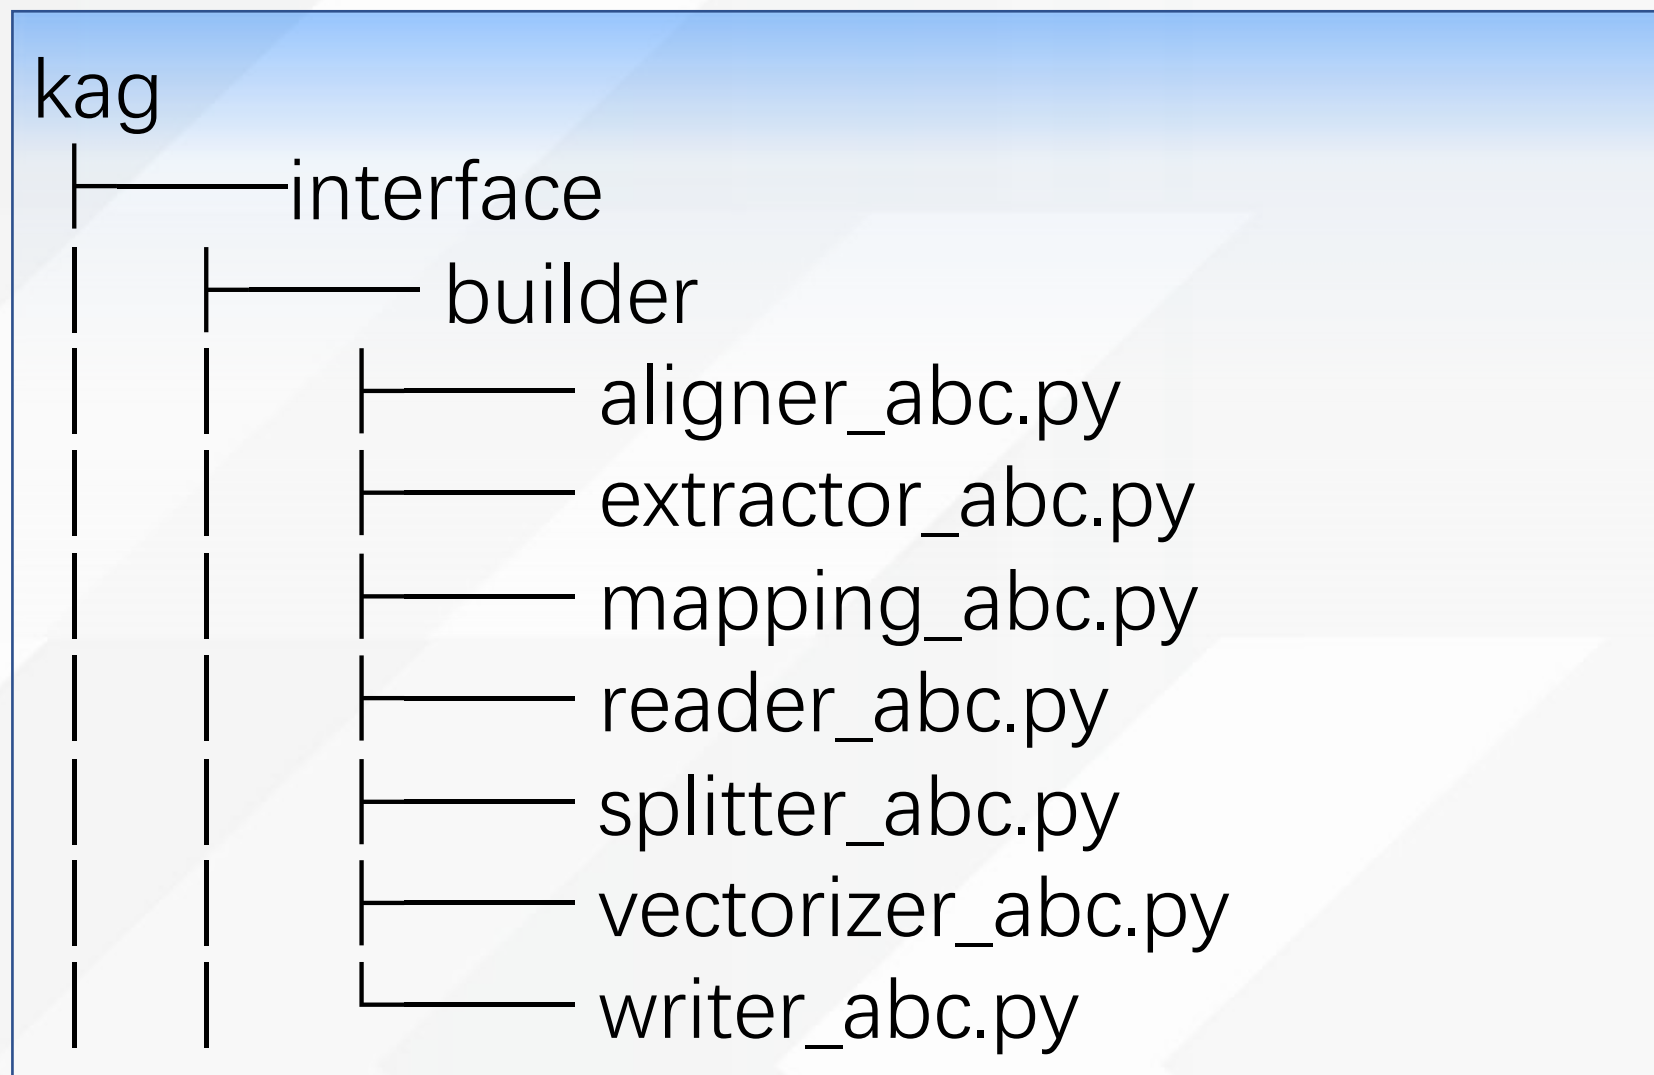 kag
├──interface
│ ├── builder
│ │ ├── aligner_abc.py
│ │ ├── extractor_abc.py
│ │ ├── mapping_abc.py
│ │ ├── reader_abc.py
│ │ ├── splitter_abc.py
│ │ ├── vectorizer_abc.py
│ │ └── writer_abc.py